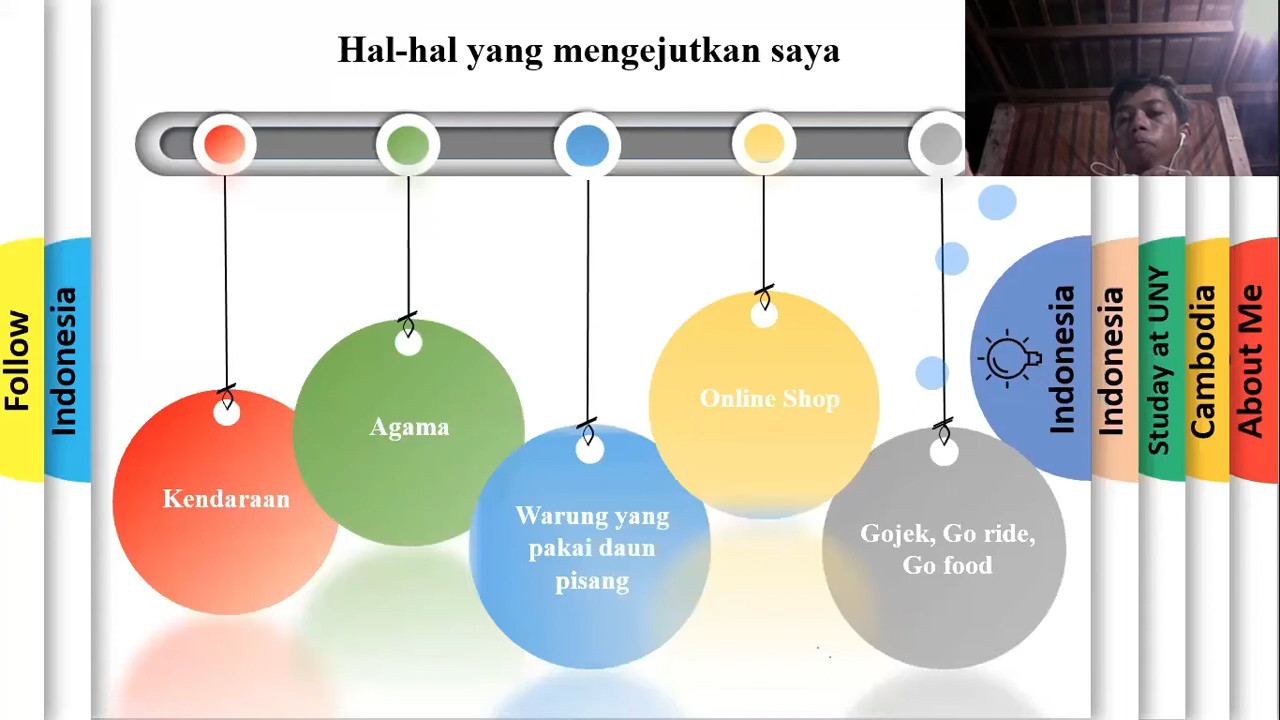 Hal-hal yang mengejutkan saya
Follow
Indonesia
Kendaraan
Agama
Warung yang
pakai daun
pisang
Online Shop
Gojek, Go ride,
Go food
Indonesia
Indonesia
Studay at UNY
Cambodia
About Me